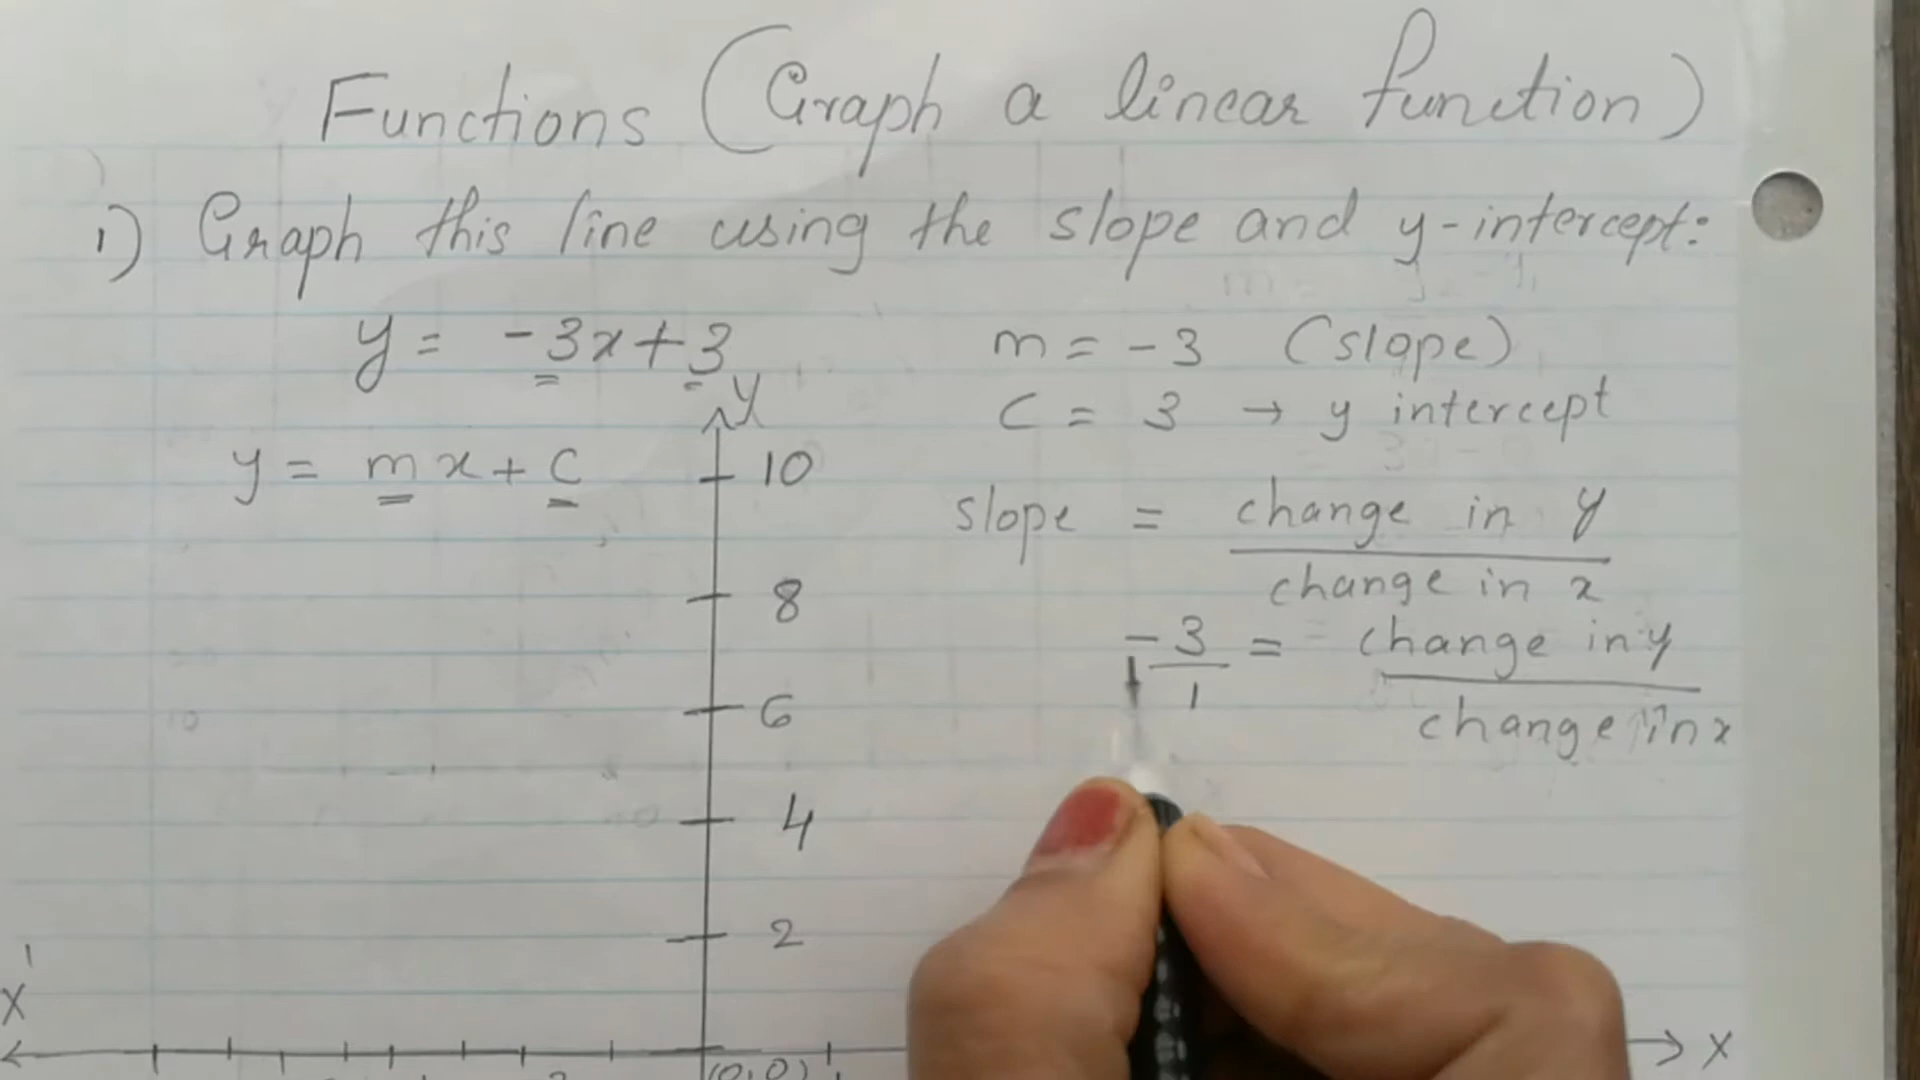 Functions (Graph a linear function)
1) Graph this line using the slope and y-intercept:
y = -3x+3
m = -3 (slope)
c = 3 → y intercept
y = mx + c
slope = change in y
change in x
-3 = change in y
1 change in x
y
10
8
6
4
2
X'
X
(0,0)